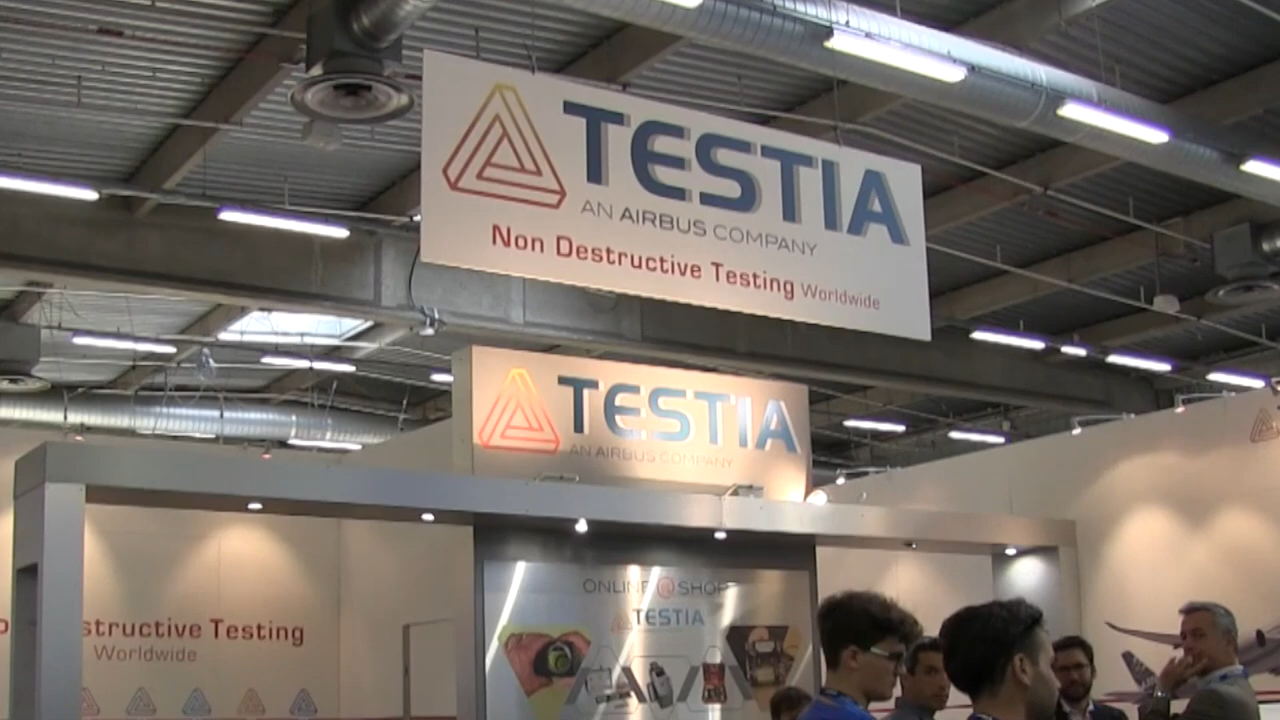 TESTIA
AN AIRBUS COMPANY
Non Destructive Testing Worldwide
TESTIA
AN AIRBUS COMPANY
ONLINE SHOP
TESTIA
structive Testing
Worldwide